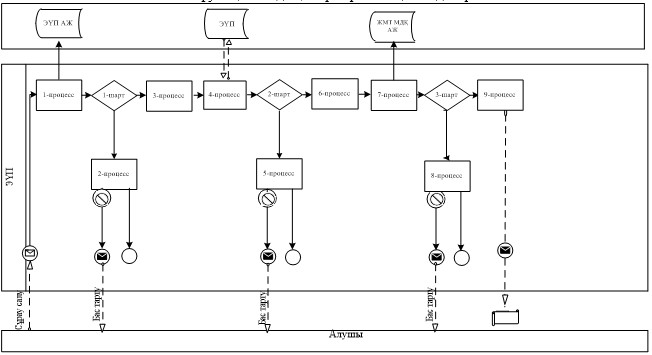 ЭҮП АЖ
ЭҮП
ЖМТ МДҚ
АЖ
1-процесс
1-шарт
3-процесс
4-процесс
2-шарт
6-процесс
7-процесс
3-шарт
9-процесс
ЭҮП
2-процесс
5-процесс
8-процесс
Сұрау салу
Бас тарту
Бас тарту
Бас тарту
Алушы